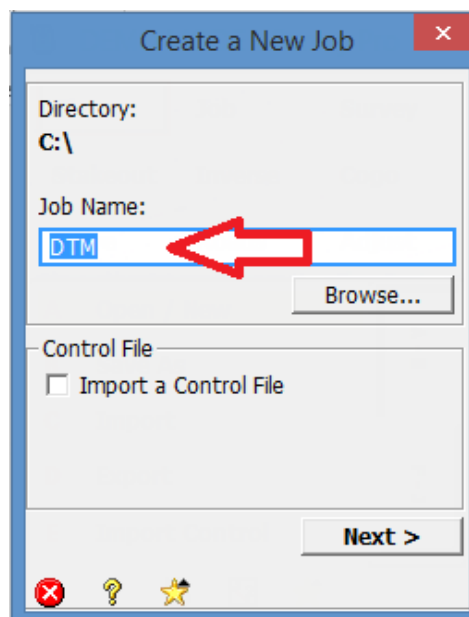 Create a New Job
Directory:
C:\
Job Name:
DTM
Browse...
Control File
Import a Control File
Next >